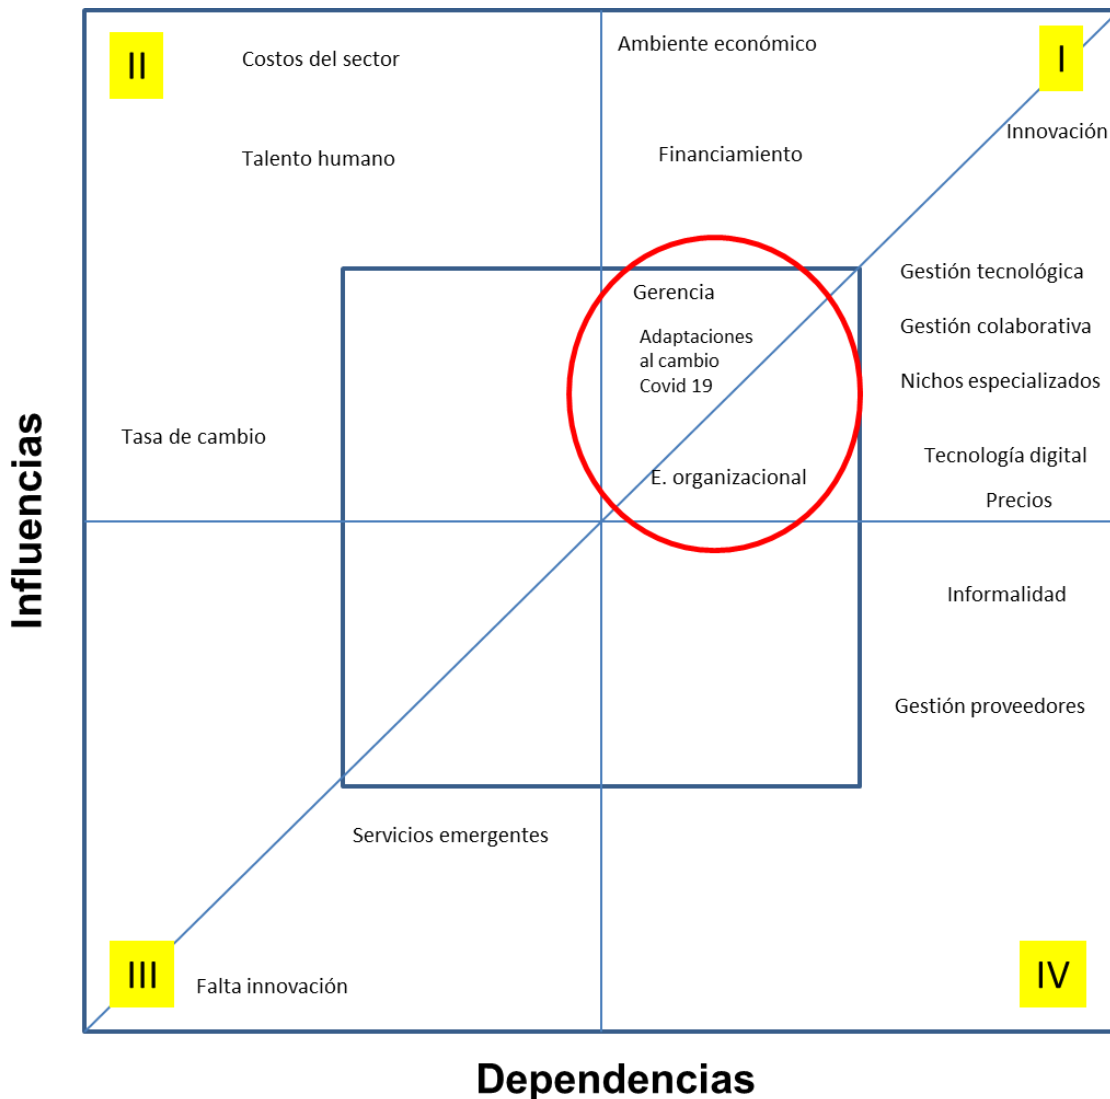 II
Costos del sector
Ambiente económico
I
Innovación
Talento humano
Financiamiento
Gestión tecnológica
Gerencia
Gestión colaborativa
Adaptaciones
al cambio
Covid 19
Nichos especializados
Tasa de cambio
Tecnología digital
E. organizacional
Precios
Influencias
Informalidad
Gestión proveedores
Servicios emergentes
III
Falta innovación
IV
Dependencias